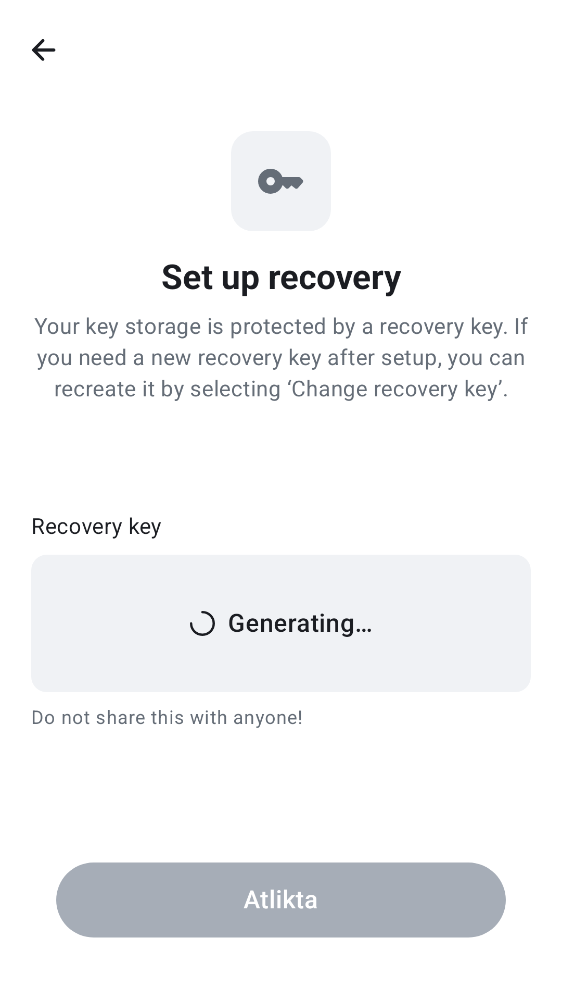 Set up recovery
Your key storage is protected by a recovery key. If
you need a new recovery key after setup, you can
recreate it by selecting ‘Change recovery key’.
Recovery key
Generating…
Do not share this with anyone!
Atlikta